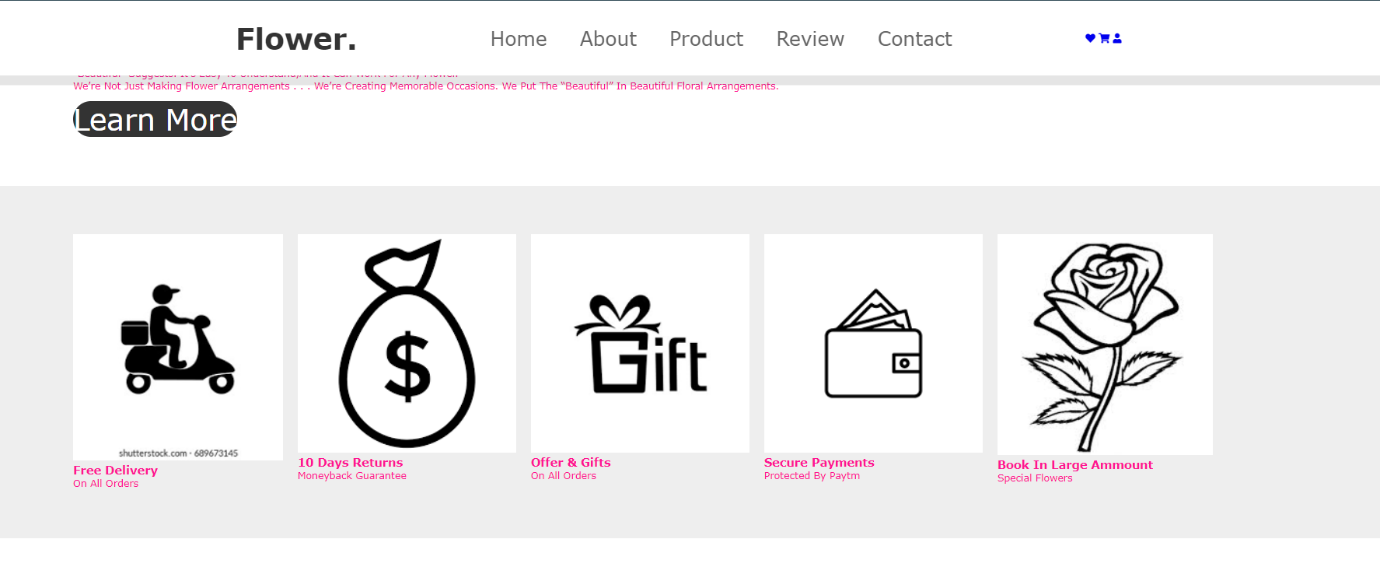 Flower.
Home About Product Review Contact
We're Not Just Making Flower Arrangements . . . We're Creating Memorable Occasions. We Put The “Beautiful” In Beautiful Floral Arrangements.
Learn More
$
Gift
shutterstock.com · 689673145
Free Delivery
On All Orders
10 Days Returns
Moneyback Guarantee
Offer & Gifts
On All Orders
Secure Payments
Protected By Paytm
Book In Large Ammount
Special Flowers